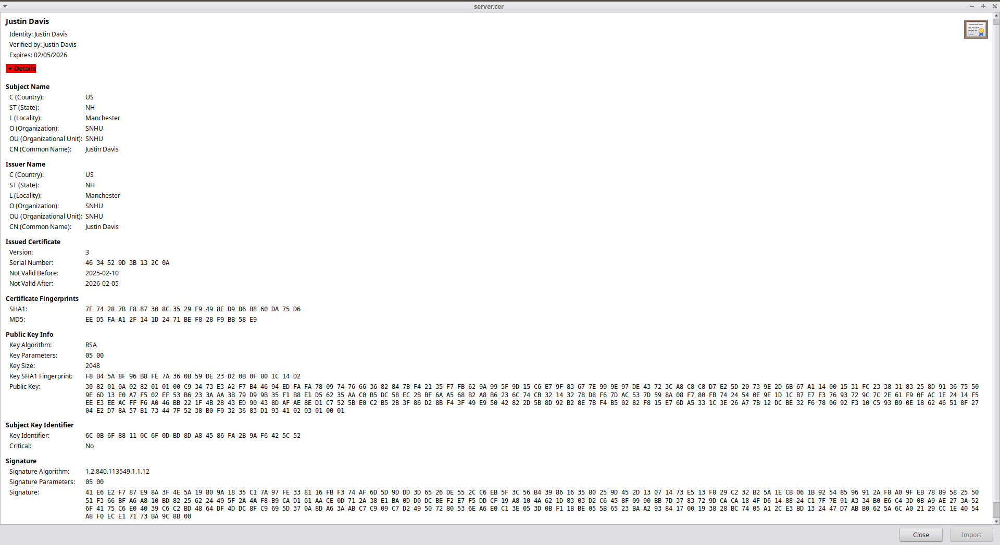 server.cer
Justin Davis
Identity: Justin Davis
Verified by: Justin Davis
Expires: 02/05/2026
Details
Subject Name
C (Country): US
ST (State): NH
L (Locality): Manchester
O (Organization): SNHU
OU (Organizational Unit): SNHU
CN (Common Name): Justin Davis
Issuer Name
C (Country): US
ST (State): NH
L (Locality): Manchester
O (Organization): SNHU
OU (Organizational Unit): SNHU
CN (Common Name): Justin Davis
Issued Certificate
Version: 3
Serial Number: 46 34 52 9D 3B 13 2C 0A
Not Valid Before: 2025-02-10
Not Valid After: 2026-02-05
Certificate Fingerprints
SHA1: 7E 74 28 7B F8 87 30 8C 35 29 F9 49 8E D9 D6 B8 60 DA 75 D6
MD5: EE D5 FA A1 2F 14 1D 24 71 BE F8 28 F9 BB 58 E9
Public Key Info
Key Algorithm: RSA
Key Parameters: 05 00
Key Size: 2048
Key SHA1 Fingerprint: F8 B4 5A 8F 96 B8 FE 7A 36 0B 59 DE 23 D2 0B 0F 80 1C 14 D2
Public Key: 30 82 01 0A 02 82 01 01 00 C9 34 73 E3 A2 F7 B4 46 94 ED FA FA 78 09 74 76 66 36 82 84 7B F4 21 35 F7 FB 62 9A 99 5F 9D 15 C6 E7 9F 83 67 7E 99 9E 97 DE 43 72 3C A8 C8 C8 D7 E2 5D 20 73 9E 2D 6B 67 A1 14 00 15 31 FC 23 38 31 83 25 8D 91 36 75 50
9E 6D 13 E0 A7 F5 02 EF 53 B6 23 3A AA 3B 79 D9 9B 35 F1 B8 E1 D5 62 35 AA C0 B5 DC 58 EC 2B BF 6A A5 68 B2 A8 B6 23 6C 74 CB 32 14 32 78 D8 F6 7D AC 53 7D 59 8A 08 F7 80 FB 74 24 54 0E 9E 1D 1C B7 E7 F3 76 93 72 9C 7C 2E 61 F9 0F AC 1E 24 14 F5
EE E3 EE AC FF F6 A0 46 BB 22 1F 4B 28 43 ED 90 43 8D AF AE 8E D1 C7 52 5B E0 C2 B5 2B 3F 86 D2 8B F4 3F 49 E9 50 42 82 2D 5B 8D 92 B2 8E 7B F4 B5 02 82 F8 15 E7 6D A5 33 1C 3E 26 A7 7B 12 DC BE 32 F6 78 06 92 F3 10 C5 93 B9 0E 18 62 46 51 8F 27
04 E2 D7 8A 57 B1 73 44 7F 52 38 B0 F0 32 36 83 D1 93 41 02 03 01 00 01
Subject Key Identifier
Key Identifier: 6C 0B 6F 88 11 0C 6F 0D BD 8D A8 45 86 FA 2B 9A F6 42 5C 52
Critical: No
Signature
Signature Algorithm: 1.2.840.113549.1.1.12
Signature Parameters: 05 00
Signature: 41 E6 E2 F7 87 E9 8A 3F 4E 5A 19 80 9A 18 35 C1 7A 97 FE 33 81 16 FB F3 74 AF 6D 5D 9D DD 3D 65 26 DE 55 2C C6 EB 5F 3C 56 B4 39 86 16 35 80 25 9D 45 2D 13 07 14 73 E5 13 F8 29 C2 32 B2 5A 1E CB 06 1B 92 54 85 96 91 2A F8 A0 9F EB 78 89 58 25 50
51 F3 66 BF A6 A8 10 BD 82 25 62 24 49 5F 2A 4A F8 B9 CA D1 01 AA CE 0D 71 2A 38 E1 BA 0D D0 DC BE F2 E7 F5 DD CF 19 A8 10 4A 62 1D 83 03 D2 C6 45 8F 09 90 BB 7D 37 83 72 9D CA CA 18 4F D6 14 88 24 C1 7F 7E 91 A3 34 B0 E6 C4 3D 0B A9 AE 27 3A 52
6F 41 75 C6 E0 40 39 C6 C2 BD 48 64 DF 4D DC 8F C9 69 5D 37 0A 8D A6 3A AB C7 C9 09 C7 D2 49 50 72 80 53 6E A6 E0 C1 3E 05 3D 0B F1 1B BE 05 5B 65 23 BA A2 93 84 17 00 19 38 28 BC 74 05 A1 2C E3 BD 13 24 47 D7 AB B0 62 5A 6C A0 21 29 CC 1E 40 54
A8 F0 EC E1 71 73 BA 9C 8B 00
Close Import